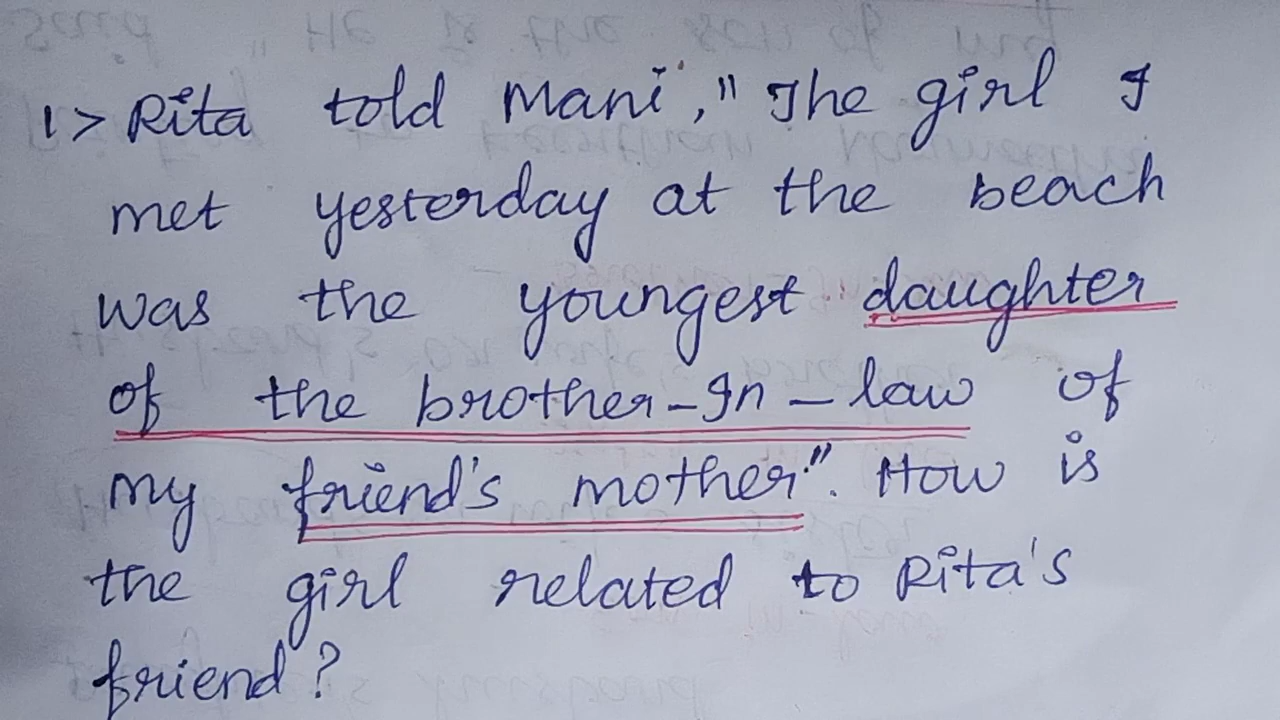 1> Rita told Mani, "The girl I
met yesterday at the beach
was the youngest daughter
of the brother-In-law of
my friend's mother". How is
the girl related to Rita's
friend?